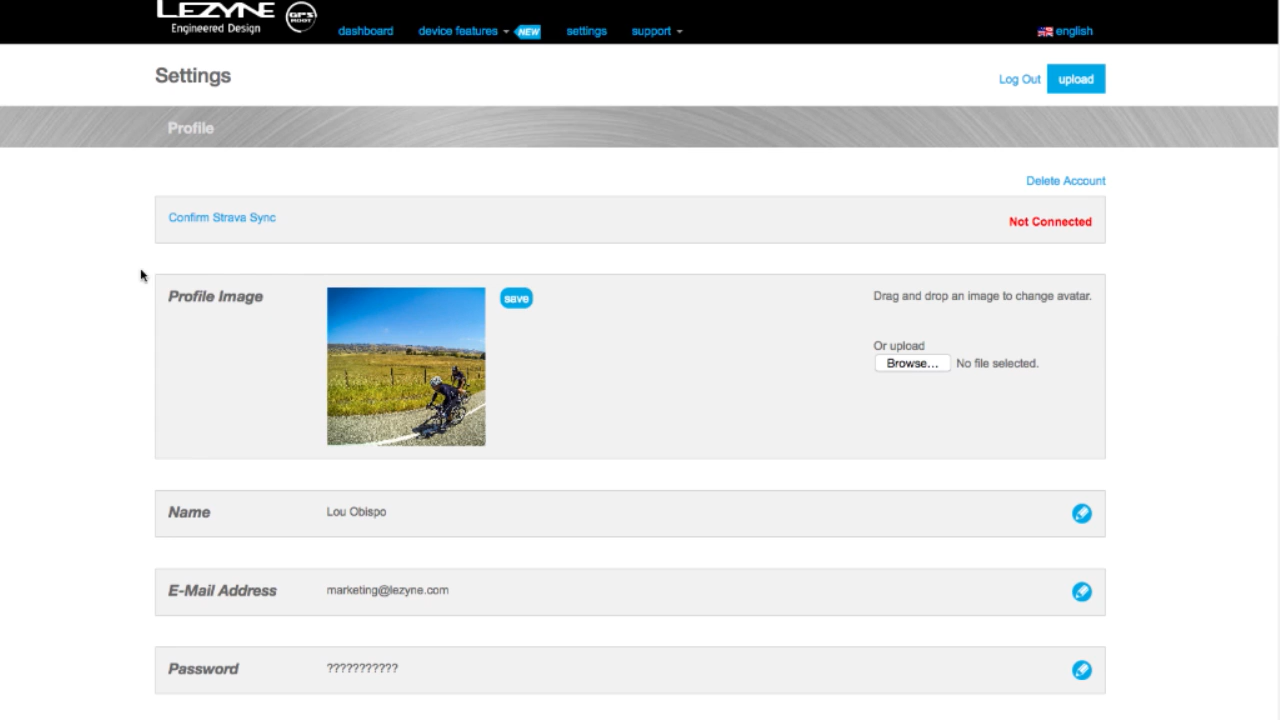 LEZYNE
Engineered Design
GPS ROOT
dashboard
device features
NEW
settings
support
english
Settings
Log Out
upload
Profile
Delete Account
Confirm Strava Sync
Not Connected
Profile Image
save
Drag and drop an image to change avatar.
Or upload
Browse...
No file selected.
Name
Lou Obispo
E-Mail Address
marketing@lezyne.com
Password
???????????